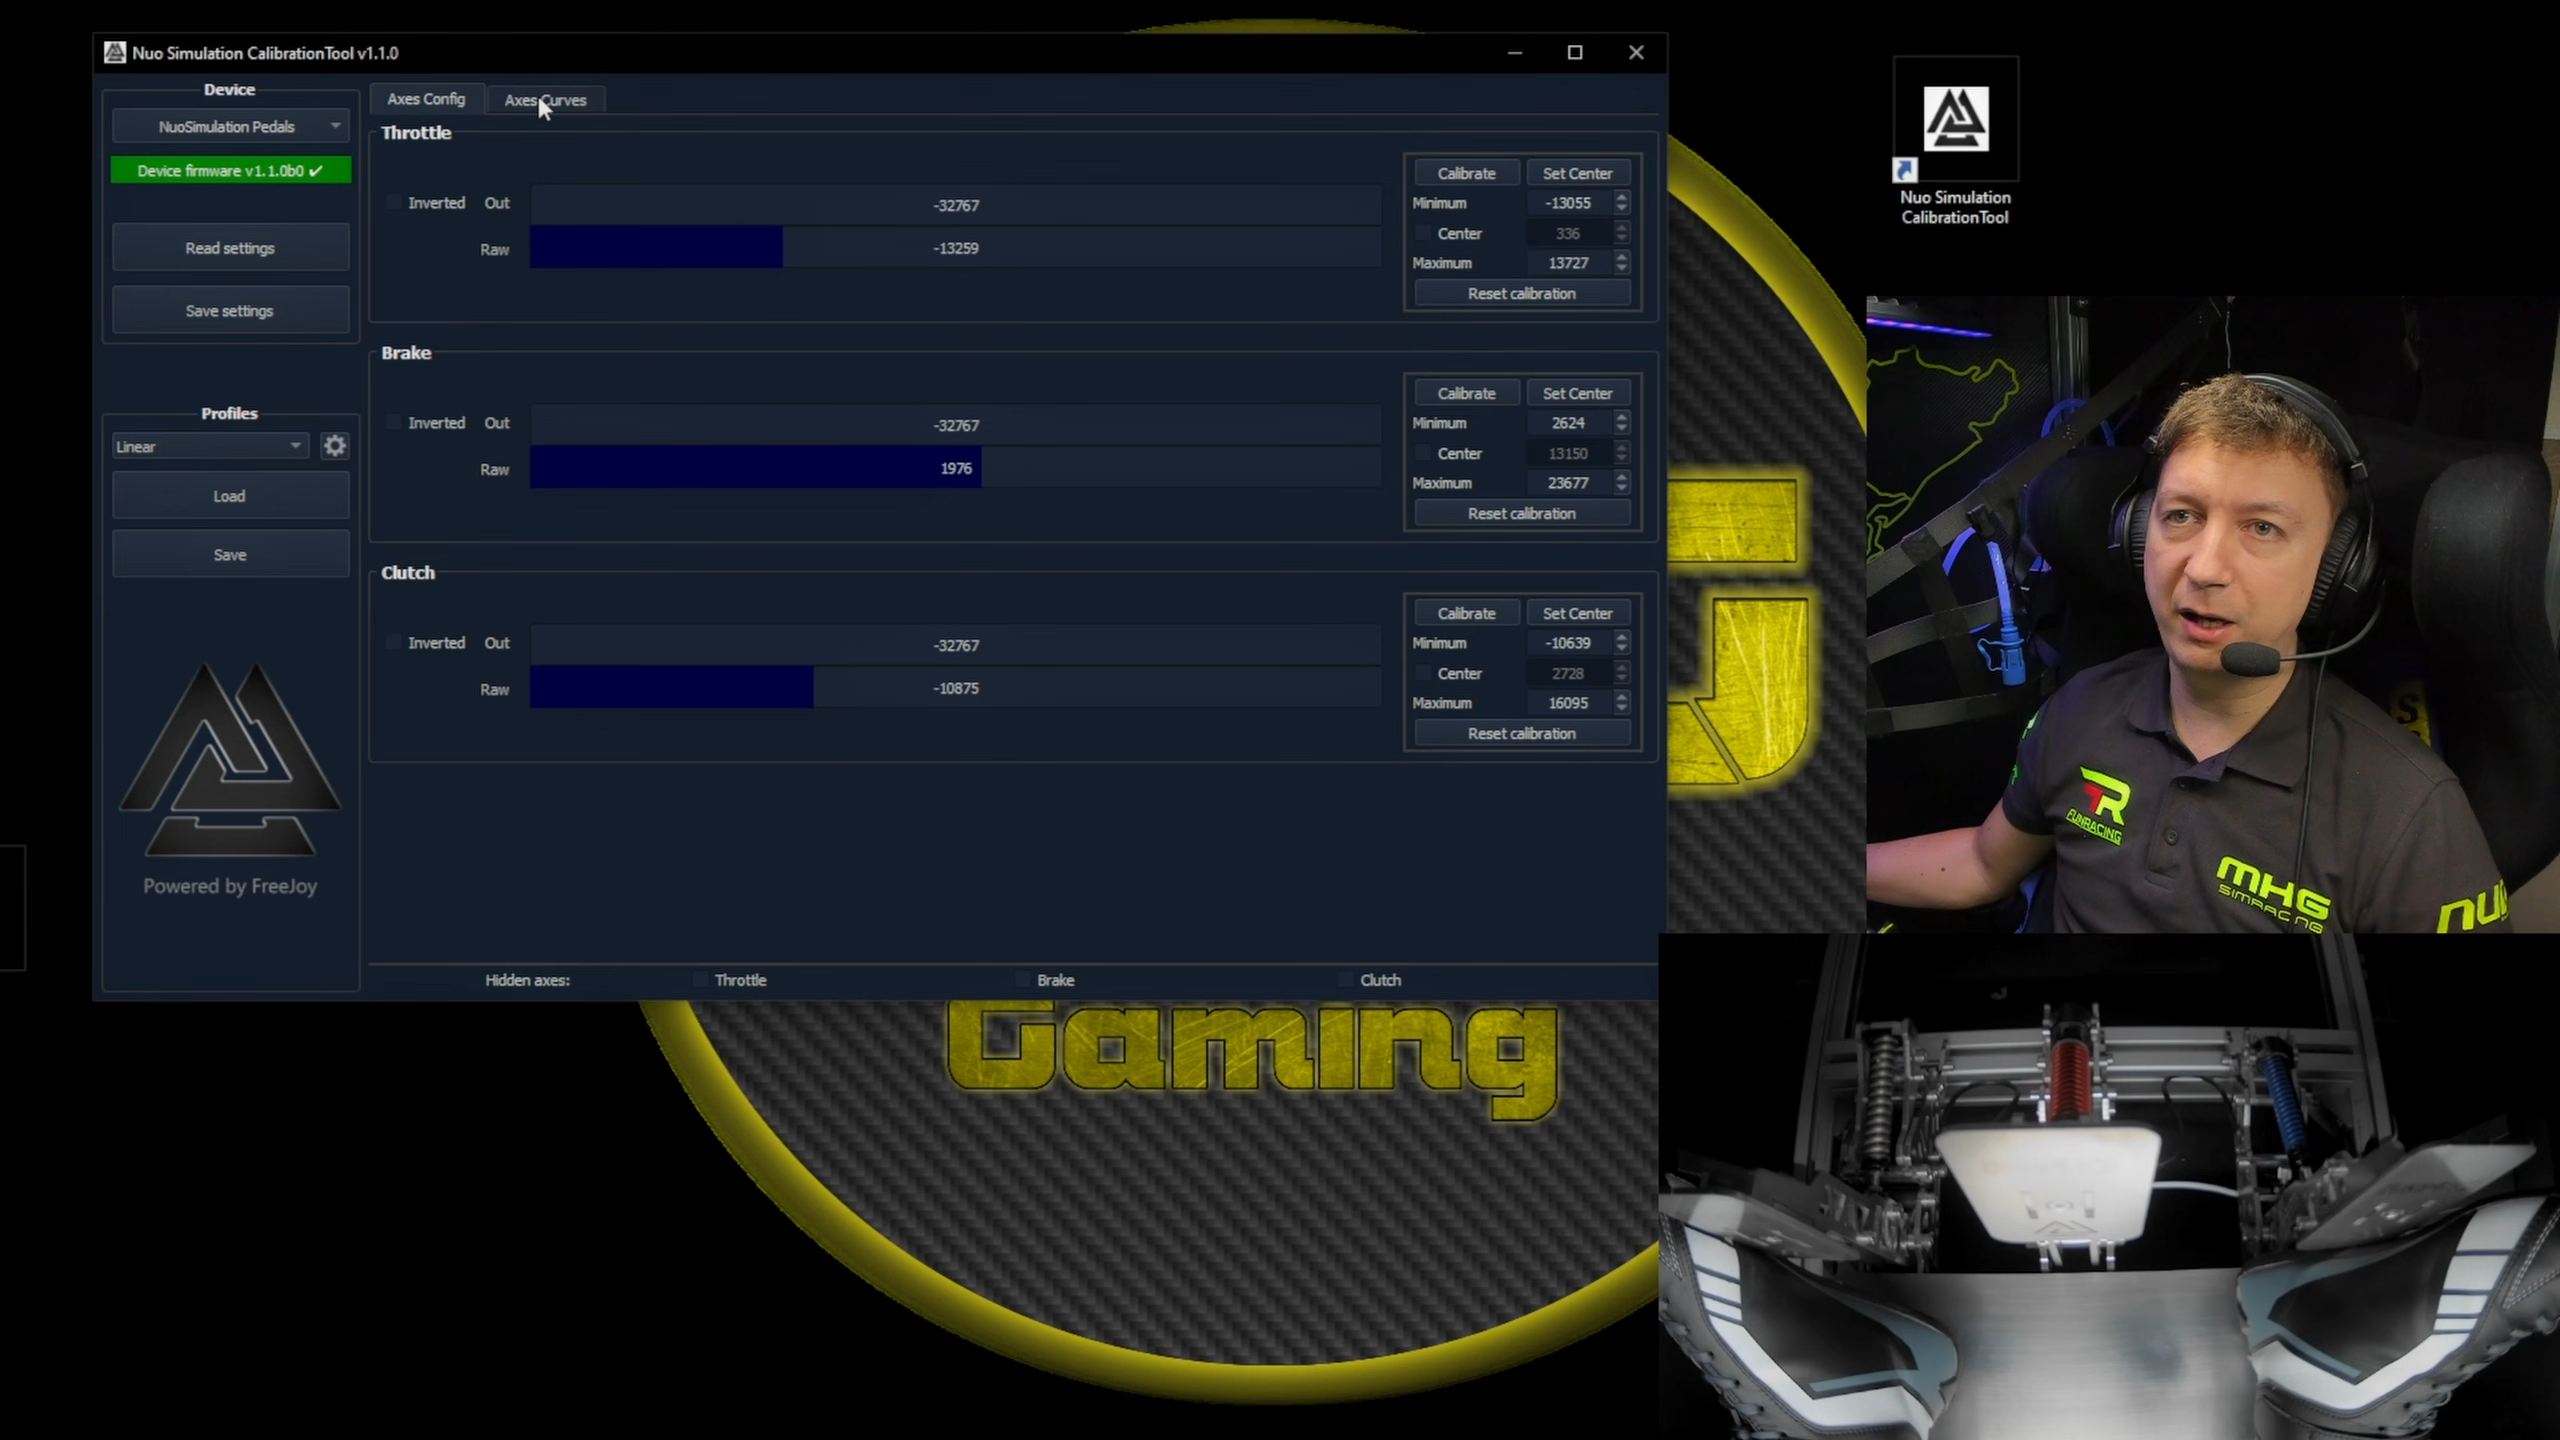 Nuo Simulation CalibrationTool v1.1.0
Device
NuoSimulation Pedals
Device firmware v1.1.0b0 ✓
Read settings
Save settings
Profiles
Linear
Load
Save
Powered by FreeJoy
Axes Config
Axes Curves
Throttle
Inverted
Out
-32767
Raw
-13259
Calibrate
Set Center
Minimum
-13055
Center
336
Maximum
13727
Reset calibration
Brake
Inverted
Out
-32767
Raw
1976
Calibrate
Set Center
Minimum
2624
Center
13150
Maximum
23677
Reset calibration
Clutch
Inverted
Out
-32767
Raw
-10875
Calibrate
Set Center
Minimum
-10639
Center
2728
Maximum
16095
Reset calibration
Hidden axes:
Throttle
Brake
Clutch
Nuo Simulation
CalibrationTool
Gaming
FUNRACING
MHG
SIMRACING